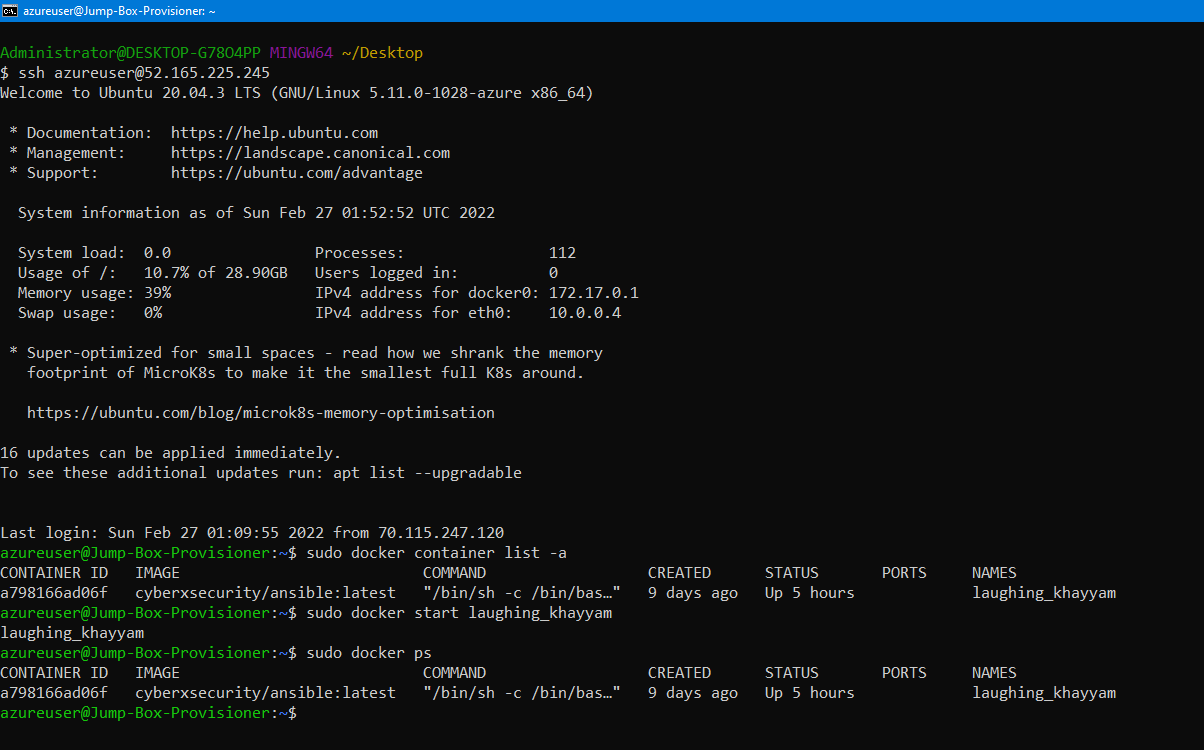 azureuser@Jump-Box-Provisioner: ~
Administrator@DESKTOP-G78O4PP MINGW64 ~/Desktop
$ ssh azureuser@52.165.225.245
Welcome to Ubuntu 20.04.3 LTS (GNU/Linux 5.11.0-1028-azure x86_64)
* Documentation:  https://help.ubuntu.com
* Management:     https://landscape.canonical.com
* Support:        https://ubuntu.com/advantage
System information as of Sun Feb 27 01:52:52 UTC 2022
System load:  0.0                Processes:                112
Usage of /:   10.7% of 28.90GB   Users logged in:          0
Memory usage: 39%                IPv4 address for docker0: 172.17.0.1
Swap usage:   0%                 IPv4 address for eth0:    10.0.0.4
* Super-optimized for small spaces - read how we shrank the memory
footprint of MicroK8s to make it the smallest full K8s around.
https://ubuntu.com/blog/microk8s-memory-optimisation
16 updates can be applied immediately.
To see these additional updates run: apt list --upgradable
Last login: Sun Feb 27 01:09:55 2022 from 70.115.247.120
azureuser@Jump-Box-Provisioner:~$ sudo docker container list -a
CONTAINER ID   IMAGE                           COMMAND                  CREATED      STATUS       PORTS     NAMES
a798166ad06f   cyberxsecurity/ansible:latest   "/bin/sh -c /bin/bas…"   9 days ago   Up 5 hours             laughing_khayyam
azureuser@Jump-Box-Provisioner:~$ sudo docker start laughing_khayyam
laughing_khayyam
azureuser@Jump-Box-Provisioner:~$ sudo docker ps
CONTAINER ID   IMAGE                           COMMAND                  CREATED      STATUS       PORTS     NAMES
a798166ad06f   cyberxsecurity/ansible:latest   "/bin/sh -c /bin/bas…"   9 days ago   Up 5 hours             laughing_khayyam
azureuser@Jump-Box-Provisioner:~$